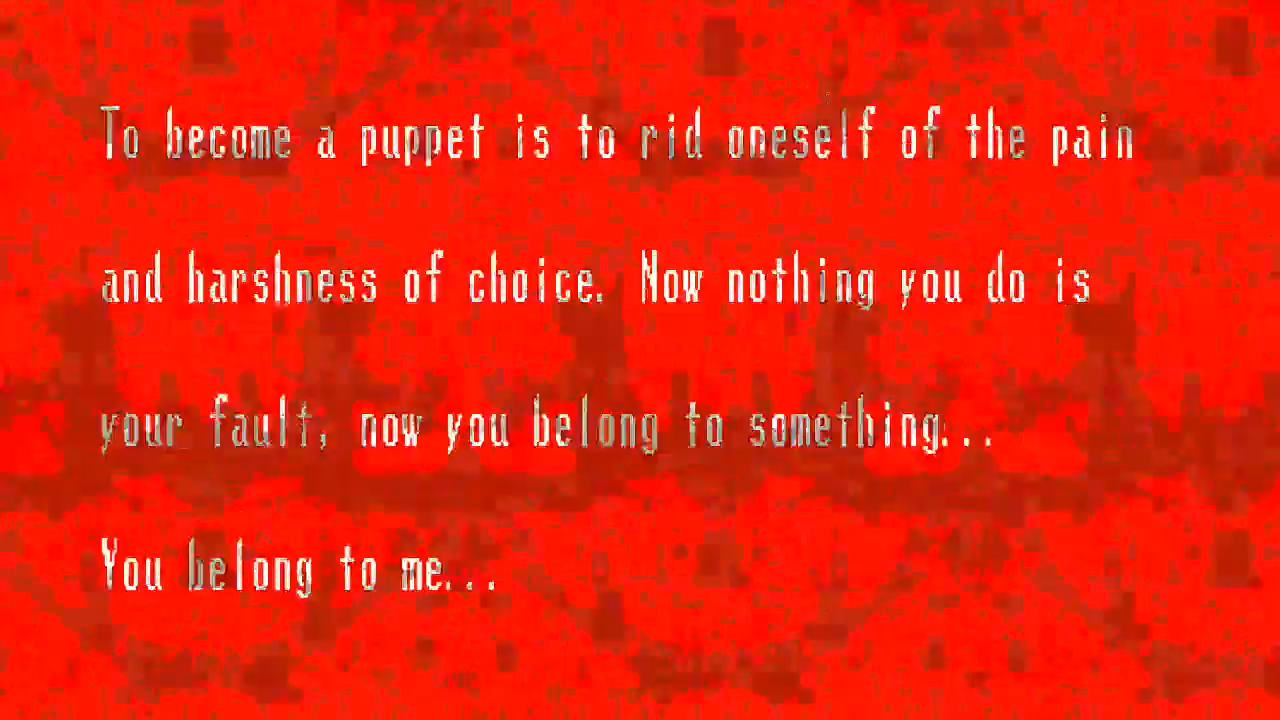 To become a puppet is to rid oneself of the pain
and harshness of choice. Now nothing you do is
your fault, now you belong to something...
You belong to me...